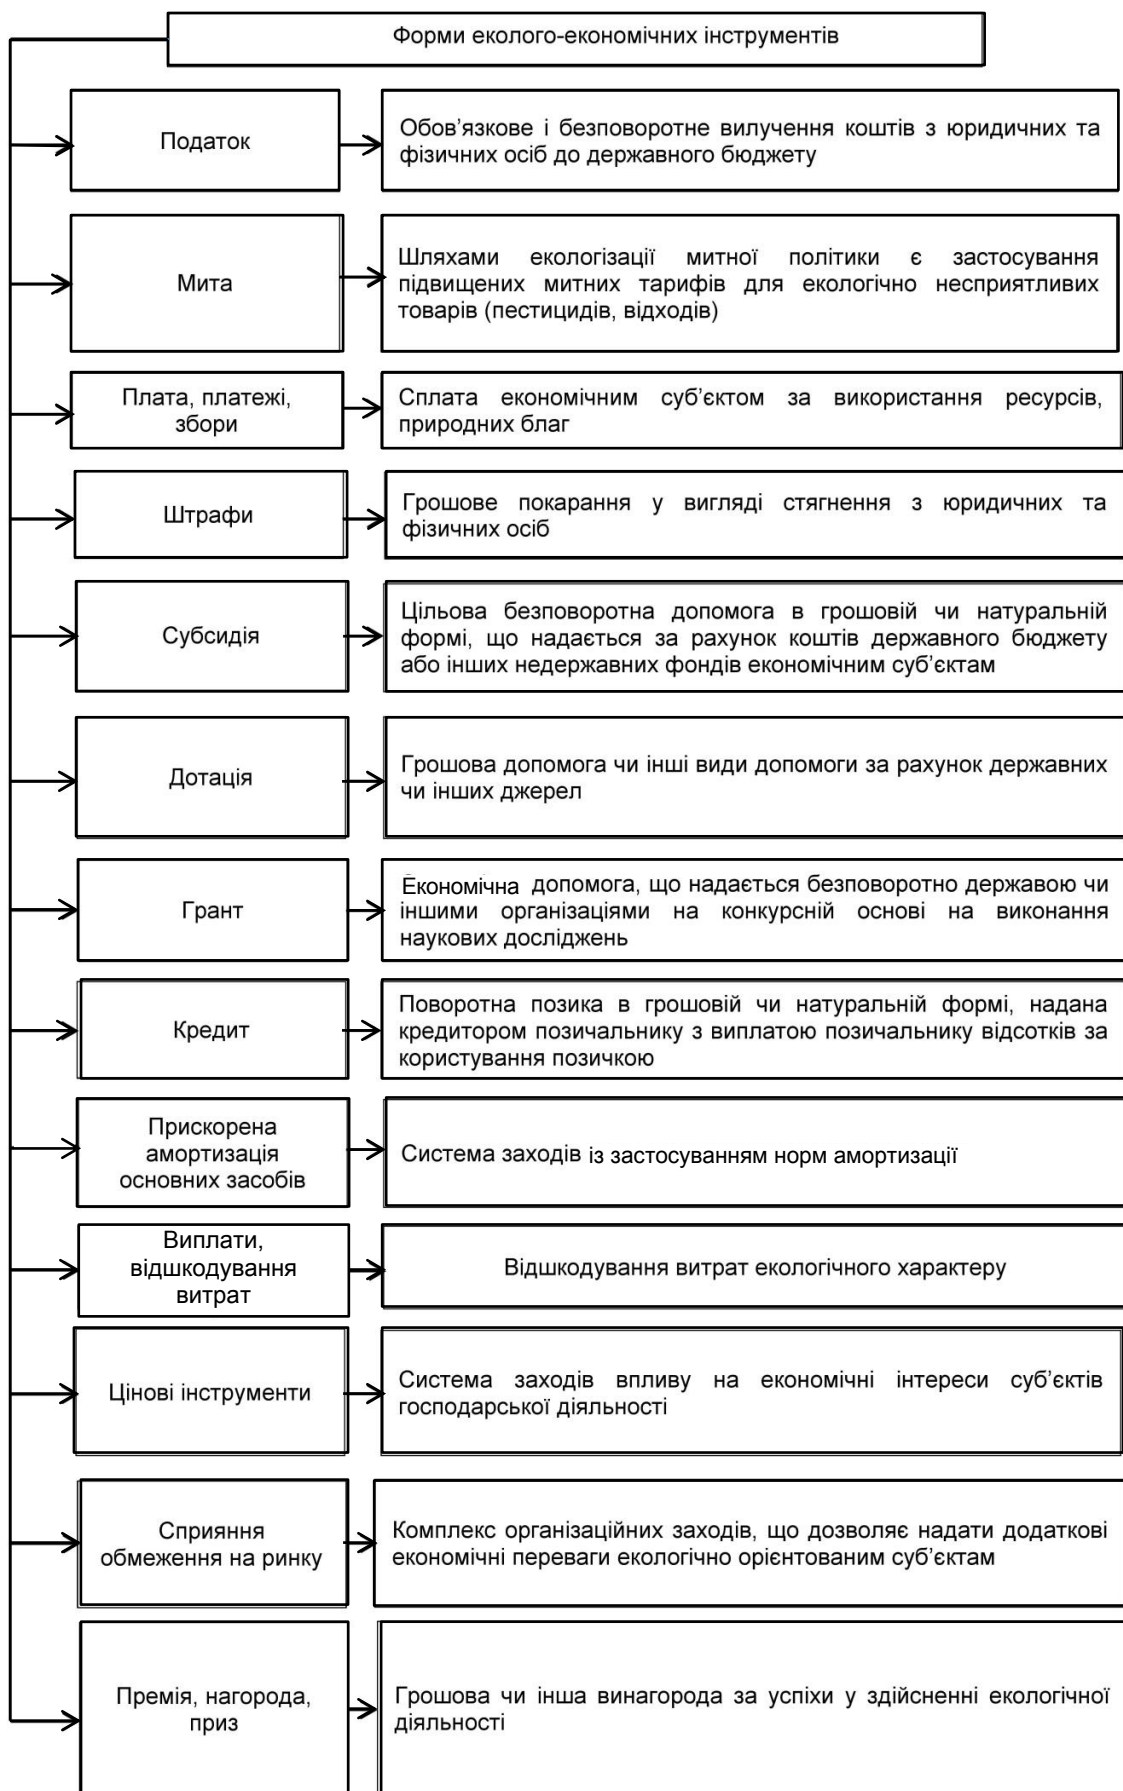 Форми еколого-економічних інструментів
Податок
Обов’язкове і безповоротне вилучення коштів з юридичних та
фізичних осіб до державного бюджету
Мита
Шляхами екологізації митної політики є застосування
підвищених митних тарифів для екологічно несприятливих
товарів (пестицидів, відходів)
Плата, платежі,
збори
Сплата економічним суб’єктом за використання ресурсів,
природних благ
Штрафи
Грошове покарання у вигляді стягнення з юридичних та
фізичних осіб
Субсидія
Цільова безповоротна допомога в грошовій чи натуральній
формі, що надається за рахунок коштів державного бюджету
або інших недержавних фондів економічним суб’єктам
Дотація
Грошова допомога чи інші види допомоги за рахунок державних
чи інших джерел
Грант
Економічна допомога, що надається безповоротно державою чи
іншими організаціями на конкурсній основі на виконання
наукових досліджень
Кредит
Поворотна позика в грошовій чи натуральній формі, надана
кредитором позичальнику з виплатою позичальнику відсотків за
користування позичкою
Прискорена
амортизація
основних засобів
Система заходів із застосуванням норм амортизації
Виплати,
відшкодування
витрат
Відшкодування витрат екологічного характеру
Цінові інструменти
Система заходів впливу на економічні інтереси суб’єктів
господарської діяльності
Сприяння
обмеження на ринку
Комплекс організаційних заходів, що дозволяє надати додаткові
економічні переваги екологічно орієнтованим суб’єктам
Премія, нагорода,
приз
Грошова чи інша винагорода за успіхи у здійсненні екологічної
діяльності